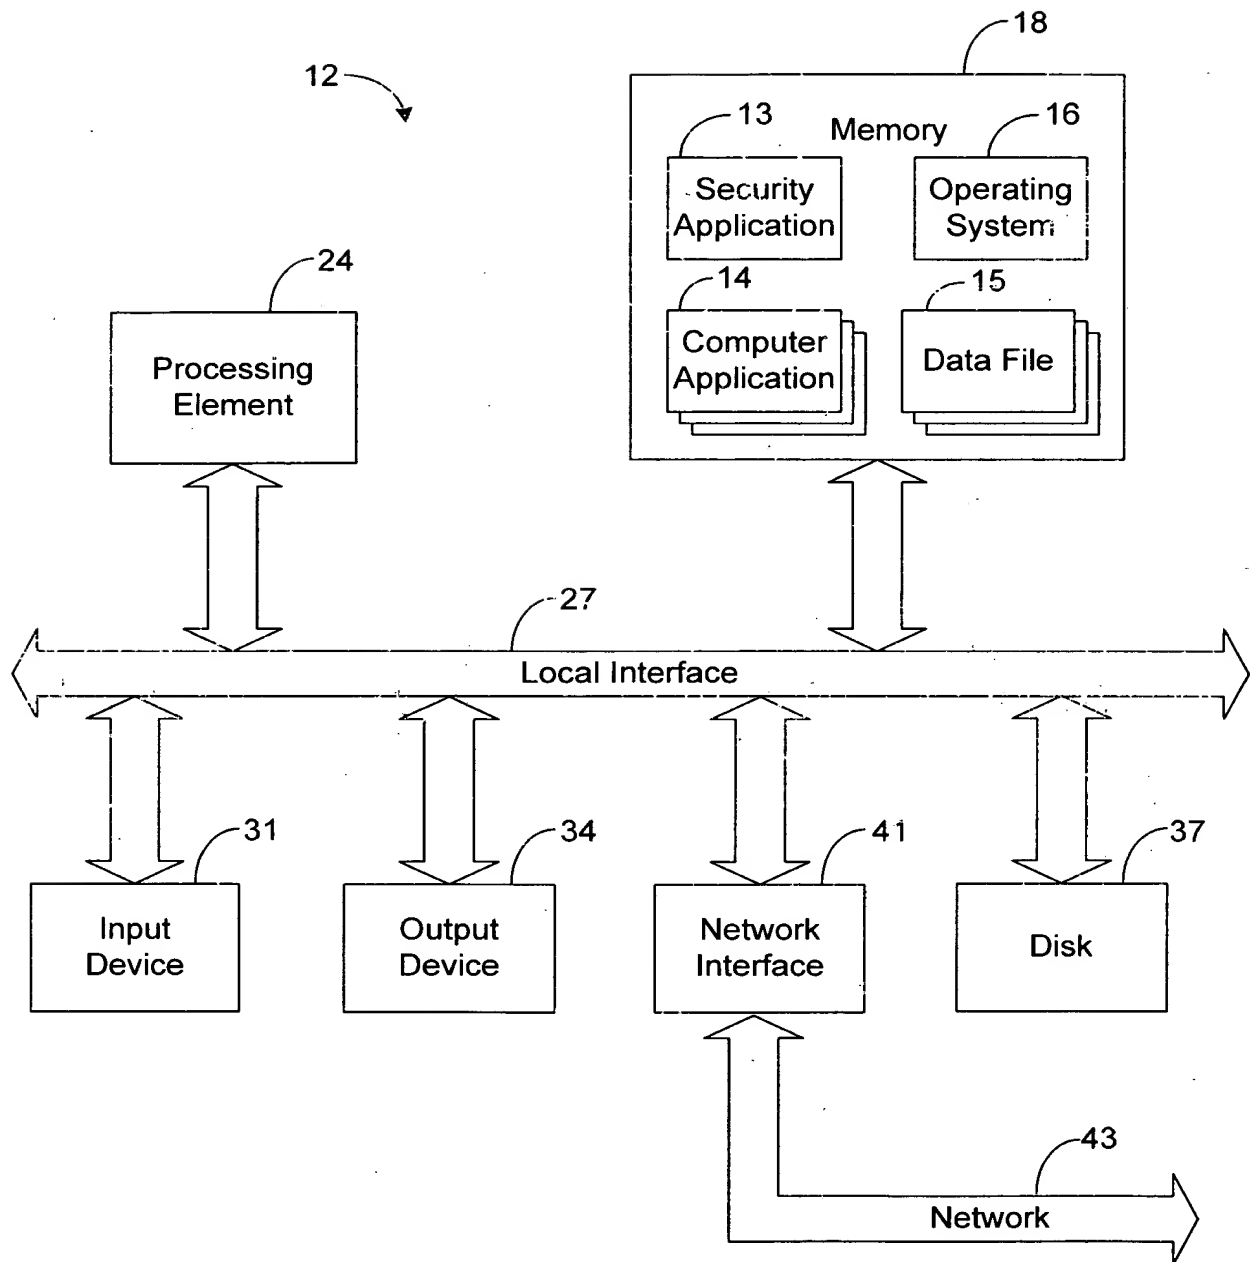 18
12
13
16
Memory
Security
Application
Operating
System
24
14
15
Processing
Element
Computer
Application
Data File
27
Local Interface
31
34
41
37
Input
Device
Output
Device
Network
Interface
Disk
43
Network